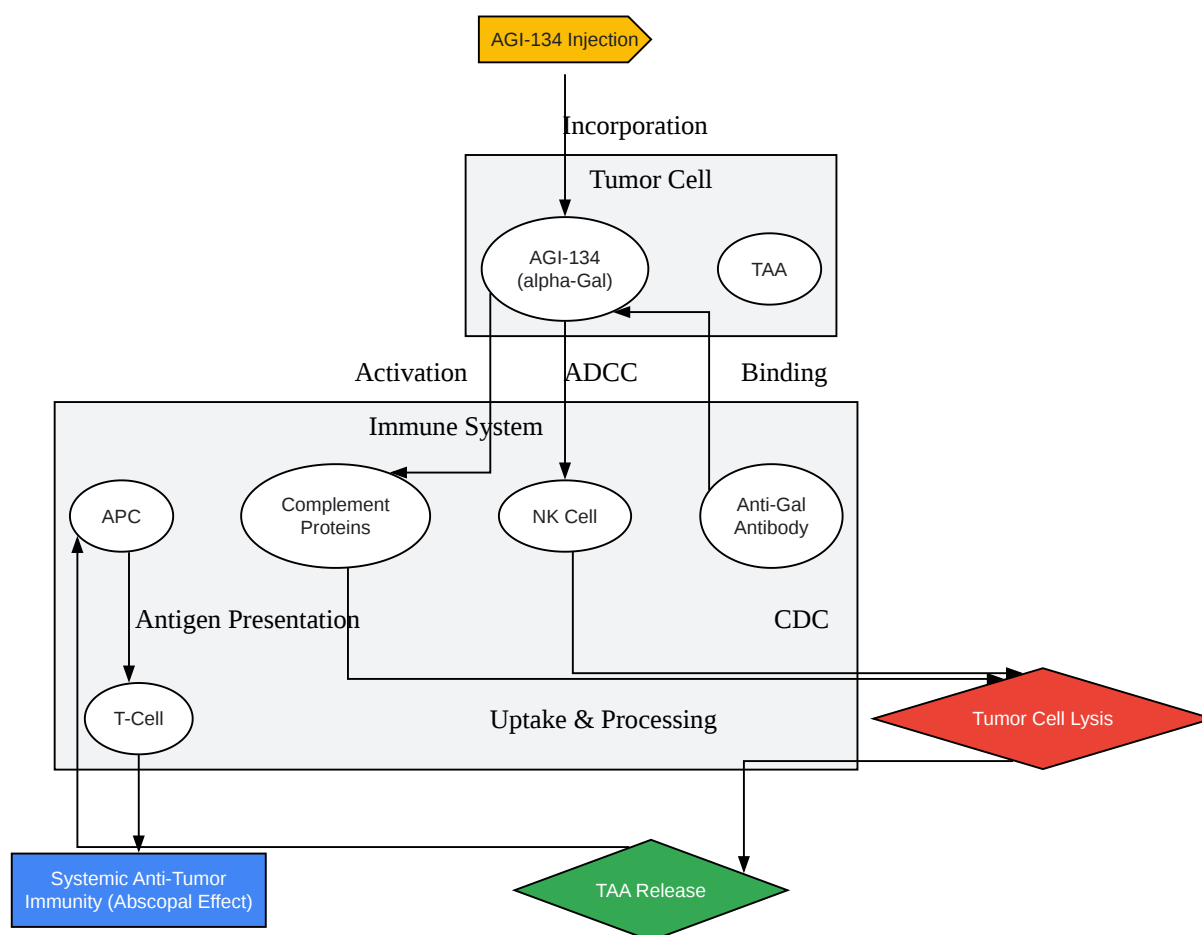 AGI-134 Injection
Incorporation
Tumor Cell
AGI-134
(alpha-Gal)
TAA
Activation
ADCC
Binding
Immune System
APC
Complement
Proteins
NK Cell
Anti-Gal
Antibody
Antigen Presentation
CDC
T-Cell
Uptake & Processing
Tumor Cell Lysis
Systemic Anti-Tumor
Immunity (Abscopal Effect)
TAA Release